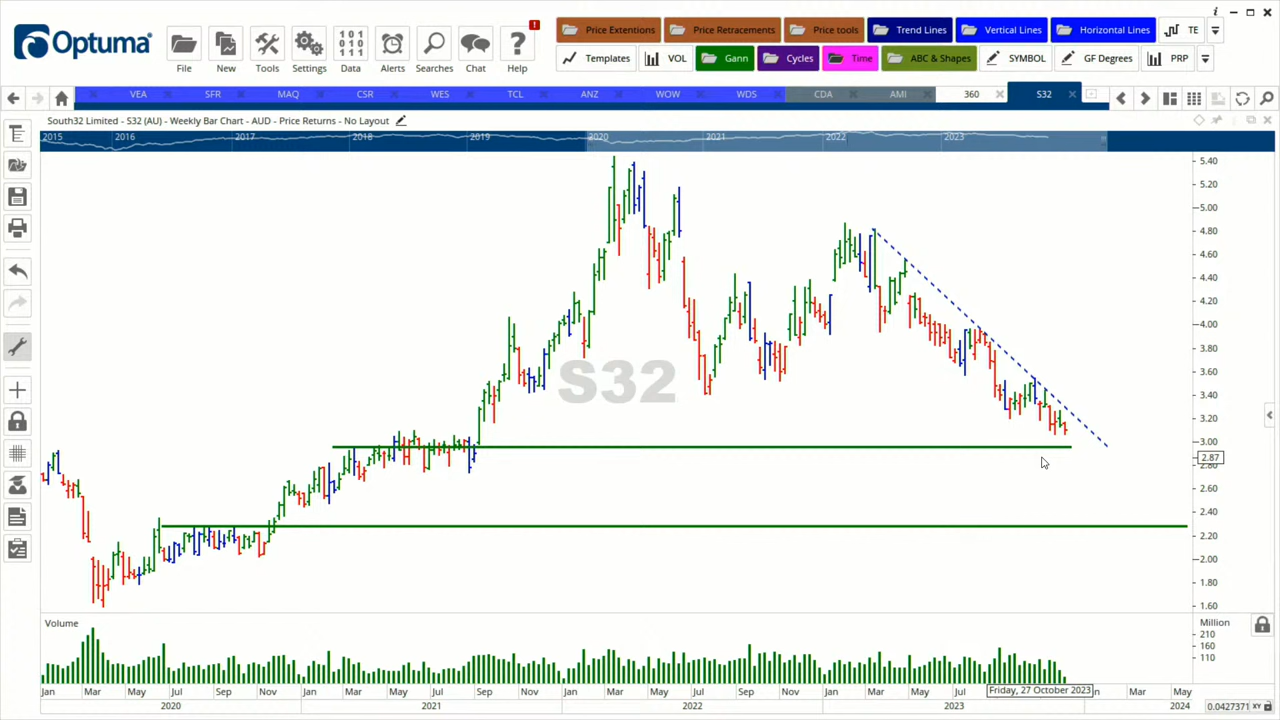 Optuma
File New Tools Settings Data Alerts Searches Chat Help
Price Extentions Price Retracements Price tools Trend Lines Vertical Lines Horizontal Lines TE
Templates VOL Gann Cycles Time ABC & Shapes SYMBOL GF Degrees PRP
VEA SFR MAQ CSR WES TCL ANZ WOW WDS CDA AMI 360 S32
South32 Limited - S32 (AU) - Weekly Bar Chart - AUD - Price Returns - No Layout
2015 2016 2017 2018 2019 2020 2021 2022 2023
5.40
5.20
5.00
4.80
4.60
4.40
4.20
4.00
3.80
3.60
S32
3.40
3.20
3.00
2.87
2.80
2.60
2.40
2.20
2.00
1.80
1.60
Volume
Million
210
160
110
Jan Mar May Jul Sep Nov Jan Mar May Jul Sep Nov Jan Mar May Jul Sep Nov Jan Mar May Jul Friday, 27 October 2023 Mar May
2020 2021 2022 2023 2024
0.0427371 XY